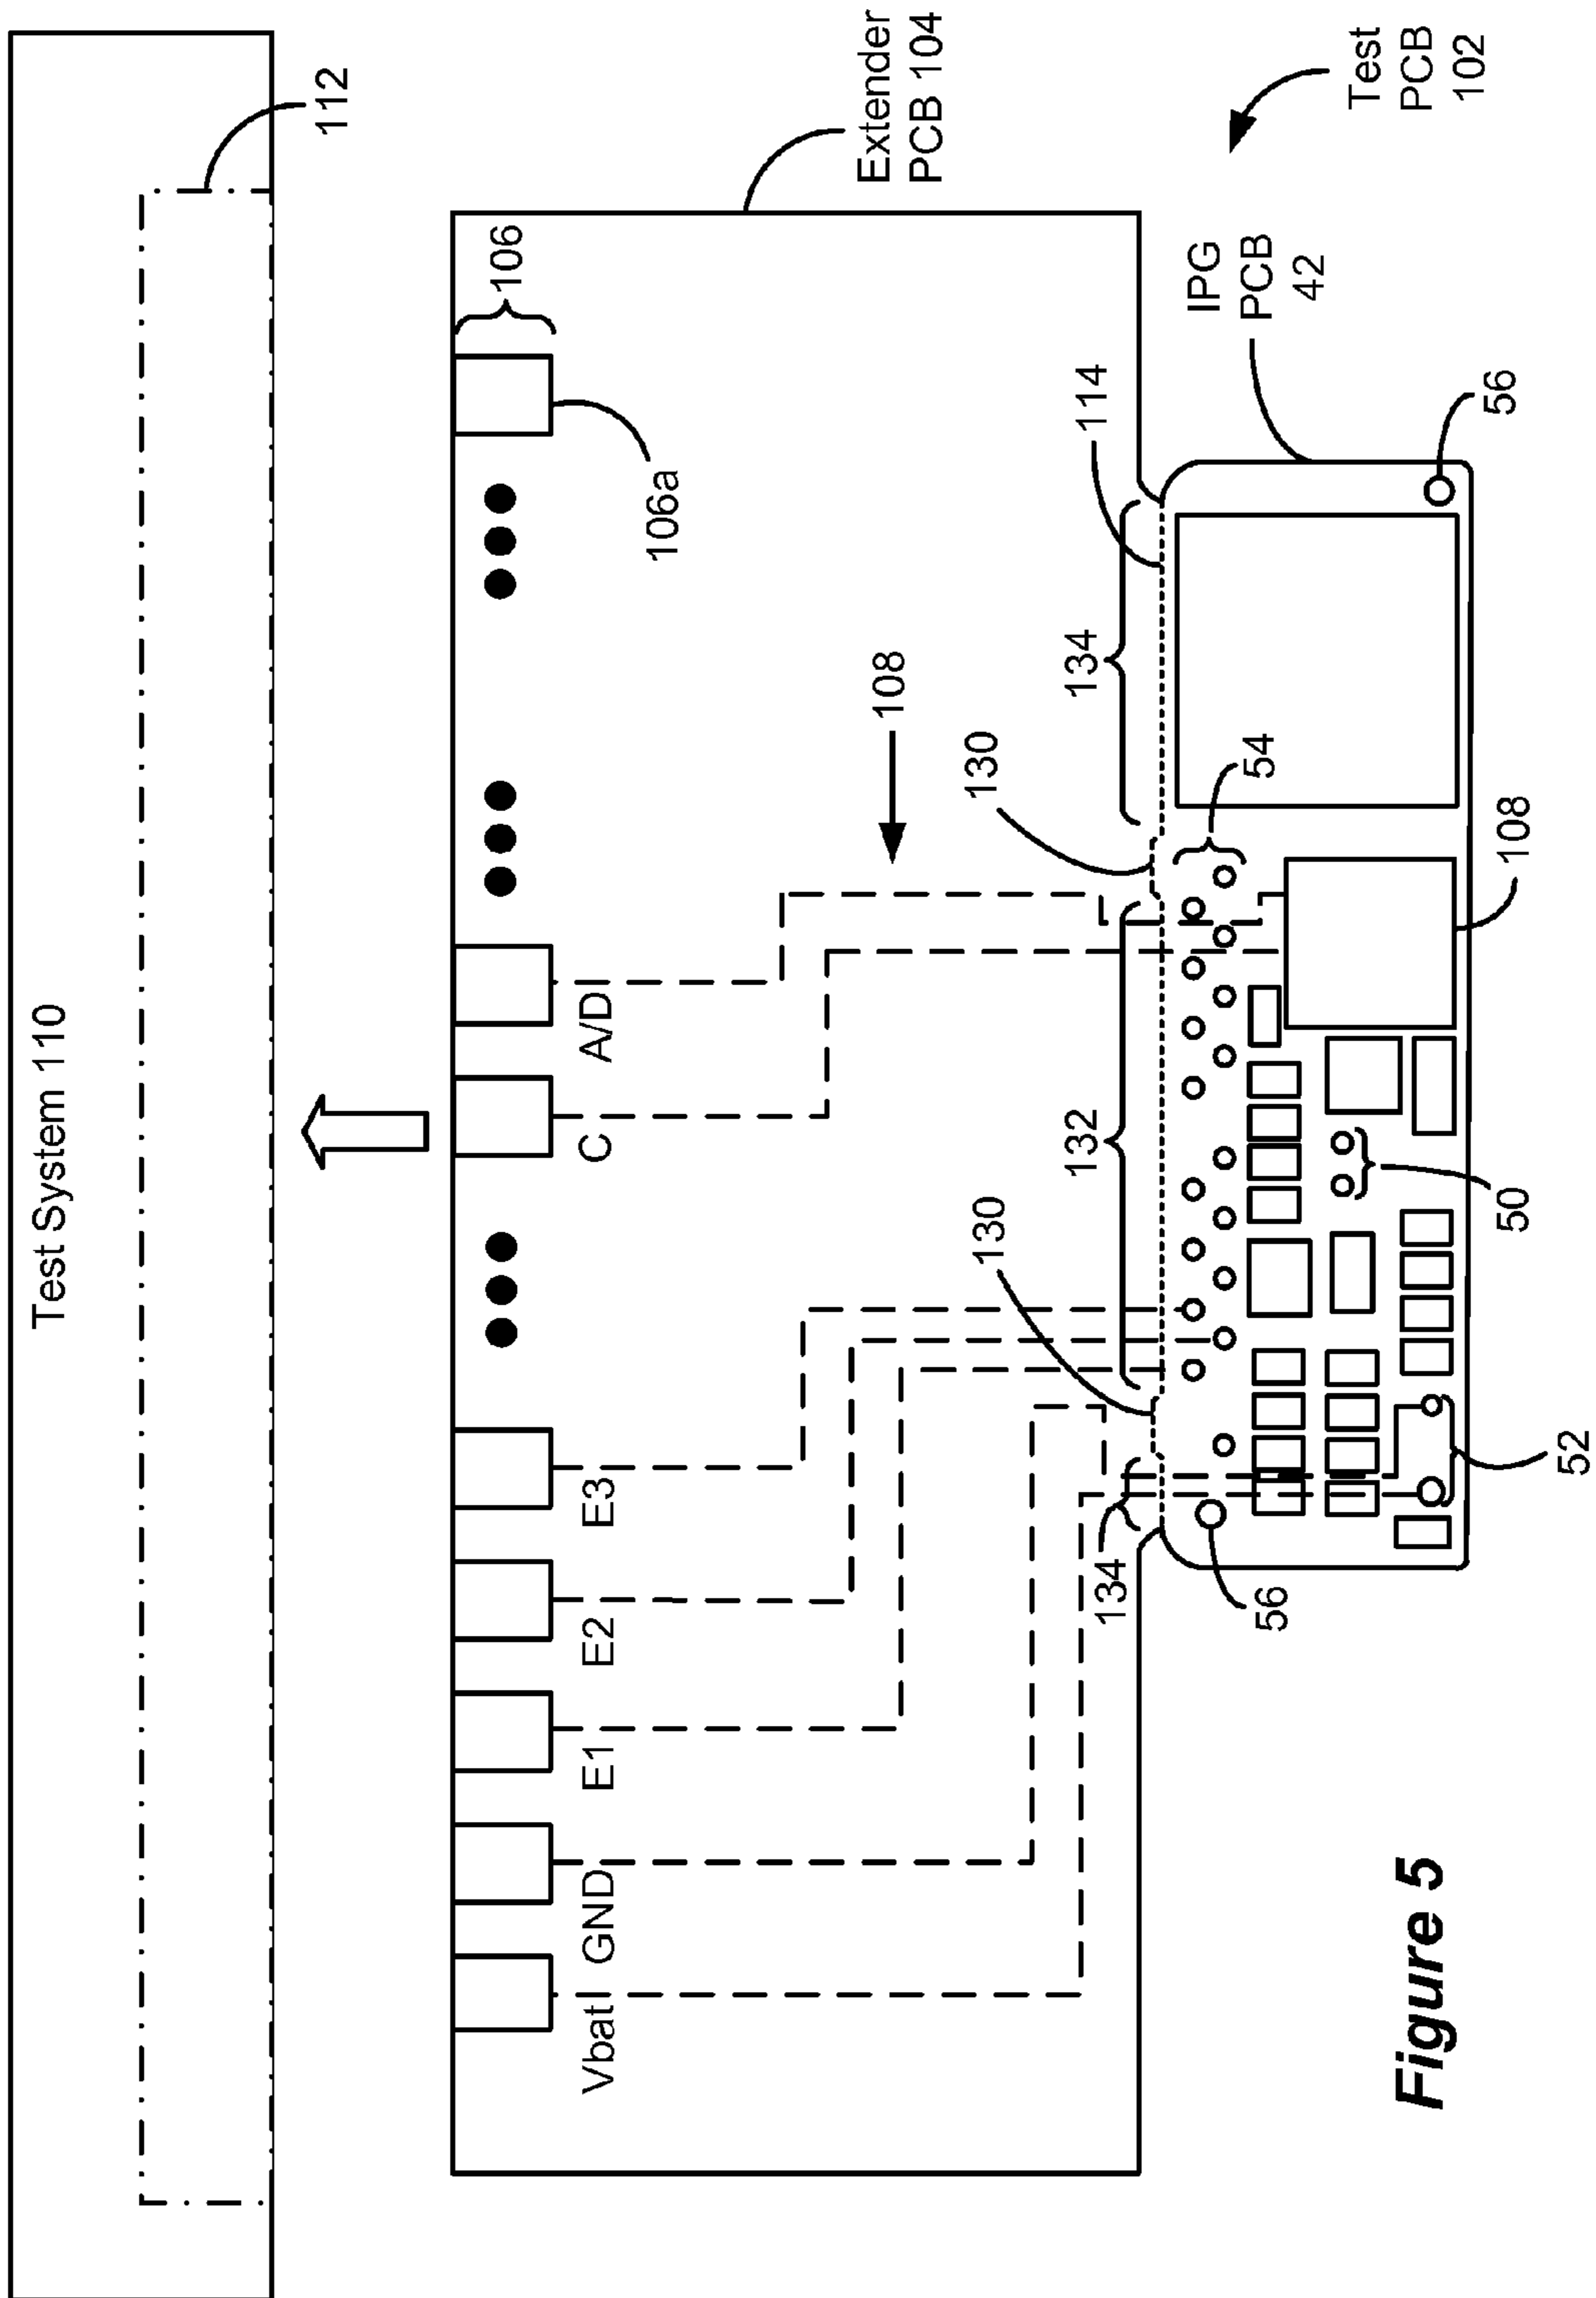 Test System 110
112
106
106a
Extender
PCB 104
Vbat
GND
E1
E2
E3
C
A/D
108
130
130
134
132
134
114
IPG
PCB
42
Test
PCB
102
54
56
56
50
52
108
Figure 5